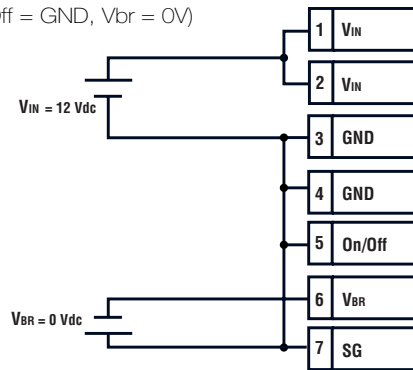 ff = GND, Vbr = 0V)
1 VIN
2 VIN
VIN = 12 Vdc
3 GND
4 GND
5 On/Off
6 VBR
VBR = 0 Vdc
7 SG